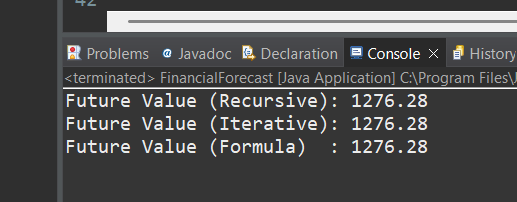 42
Problems @ Javadoc Declaration Console × History
<terminated> FinancialForecast [Java Application] C:\Program Files\
Future Value (Recursive): 1276.28
Future Value (Iterative): 1276.28
Future Value (Formula)  : 1276.28